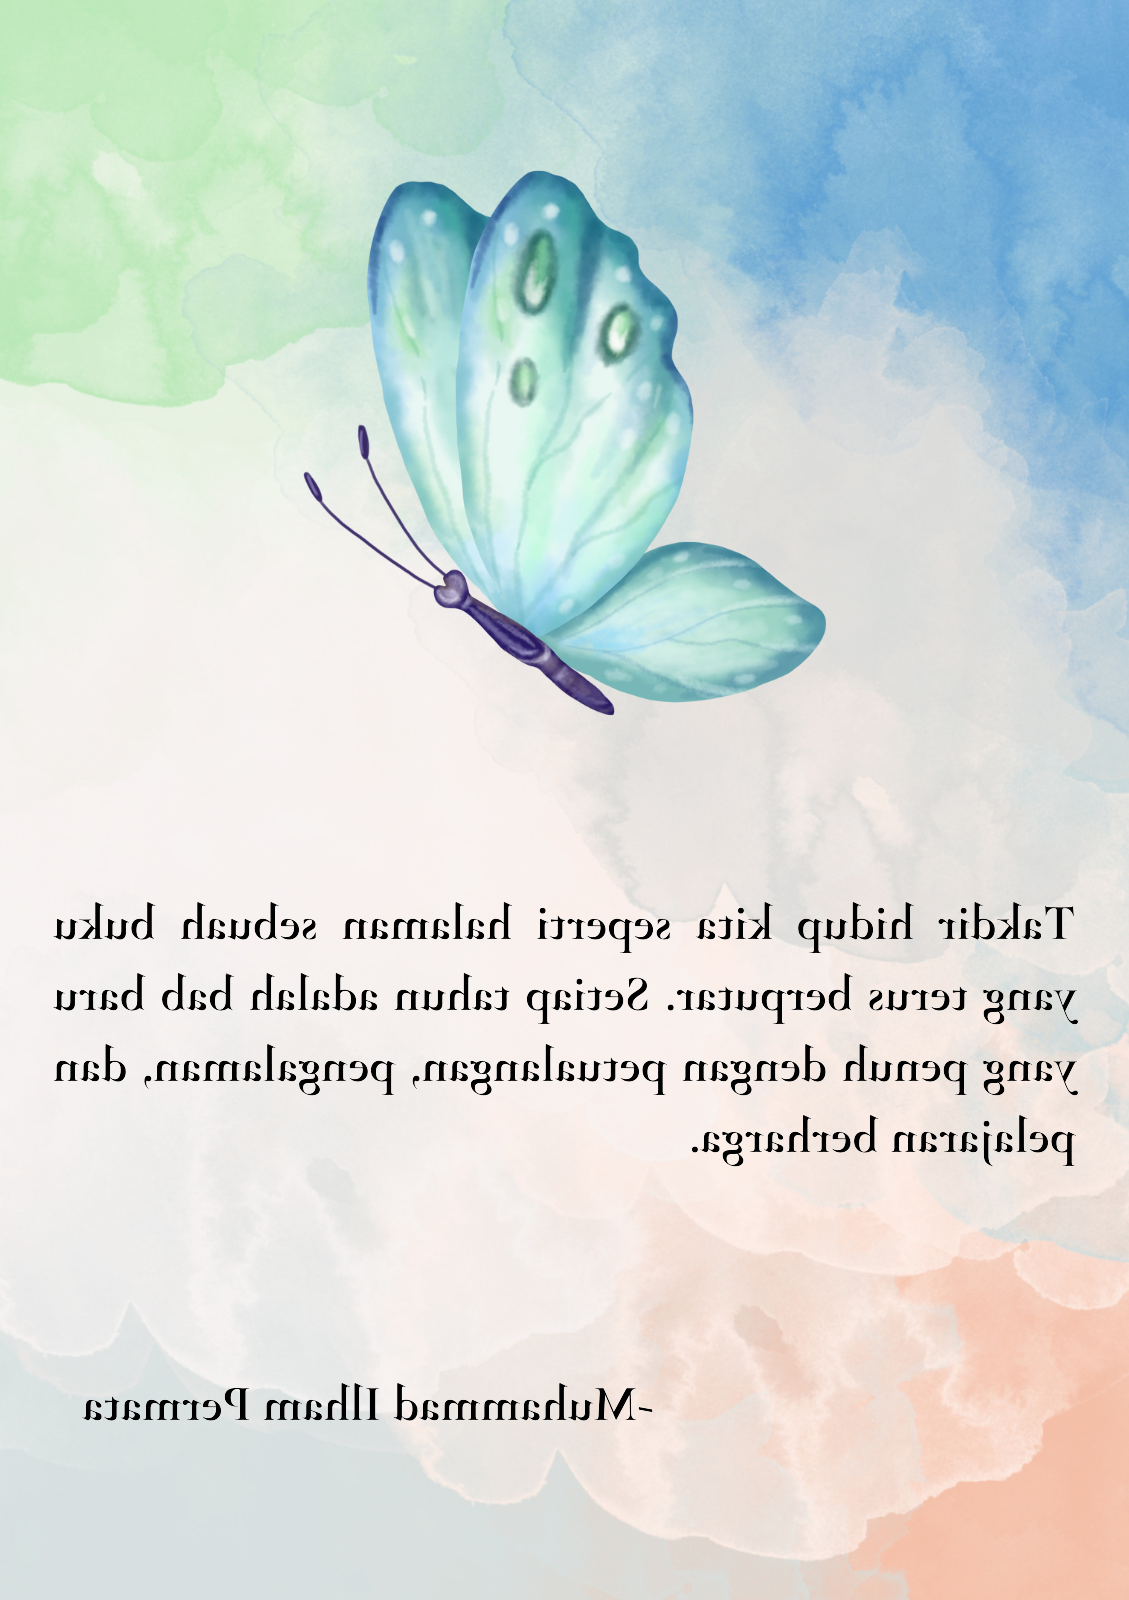 Takdir hidup kita seperti halaman sebuah buku
yang terus berputar. Setiap tahun adalah bab baru
yang penuh dengan petualangan, pengalaman, dan
pelajaran berharga.
-Muhammad Ilham Permata